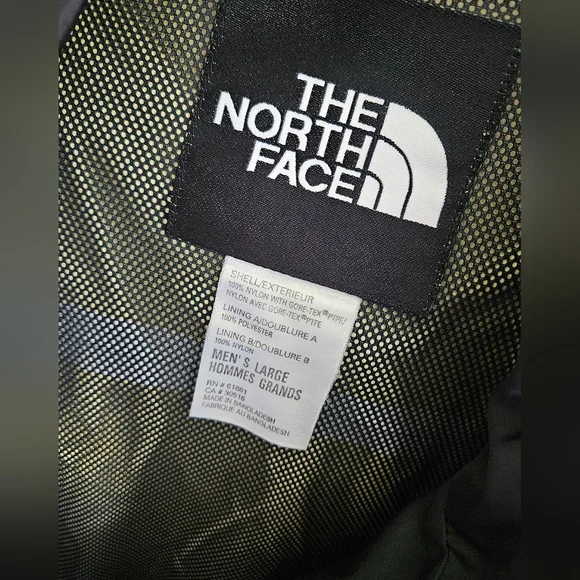 THE
NORTH
FACE
SHELL/EXTERIEUR
100% NYLON WITH GORE-TEX®PTFE/
NYLON AVEC GORE-TEX®PTFE
LINING A/DOUBLURE A
100% POLYESTER
LINING B/DOUBLURE B
100% NYLON
MEN'S LARGE
HOMMES GRANDS
RN # 61661
CA # 30516
MADE IN BANGLADESH
FABRIQUE AU BANGLADESH